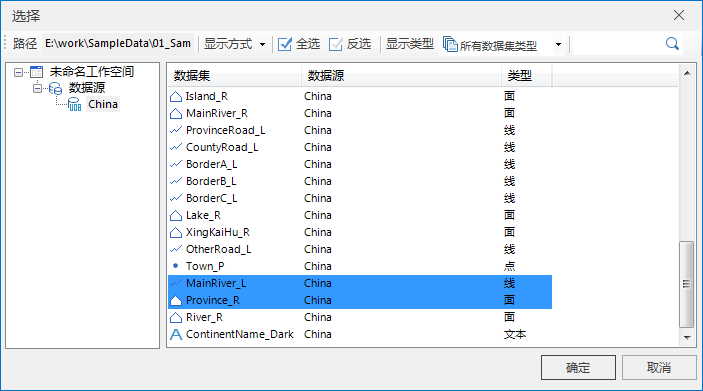 选择
路径 E:\work\SampleData\01_Sam 显示方式 全选 反选 显示类型 所有数据集类型
未命名工作空间
数据源
China
数据集 数据源 类型
Island_R China 面
MainRiver_R China 面
ProvinceRoad_L China 线
CountyRoad_L China 线
BorderA_L China 线
BorderB_L China 线
BorderC_L China 线
Lake_R China 面
XingKaiHu_R China 面
OtherRoad_L China 线
Town_P China 点
MainRiver_L China 线
Province_R China 面
River_R China 面
ContinentName_Dark China 文本
确定 取消